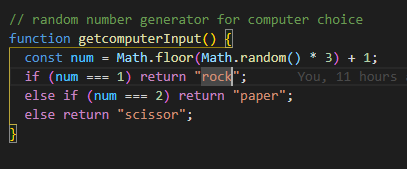 // random number generator for computer choice
function getcomputerInput() {
const num = Math.floor(Math.random() * 3) + 1;
if (num === 1) return "rock"; You, 11 hours
else if (num === 2) return "paper";
else return "scissor";
}